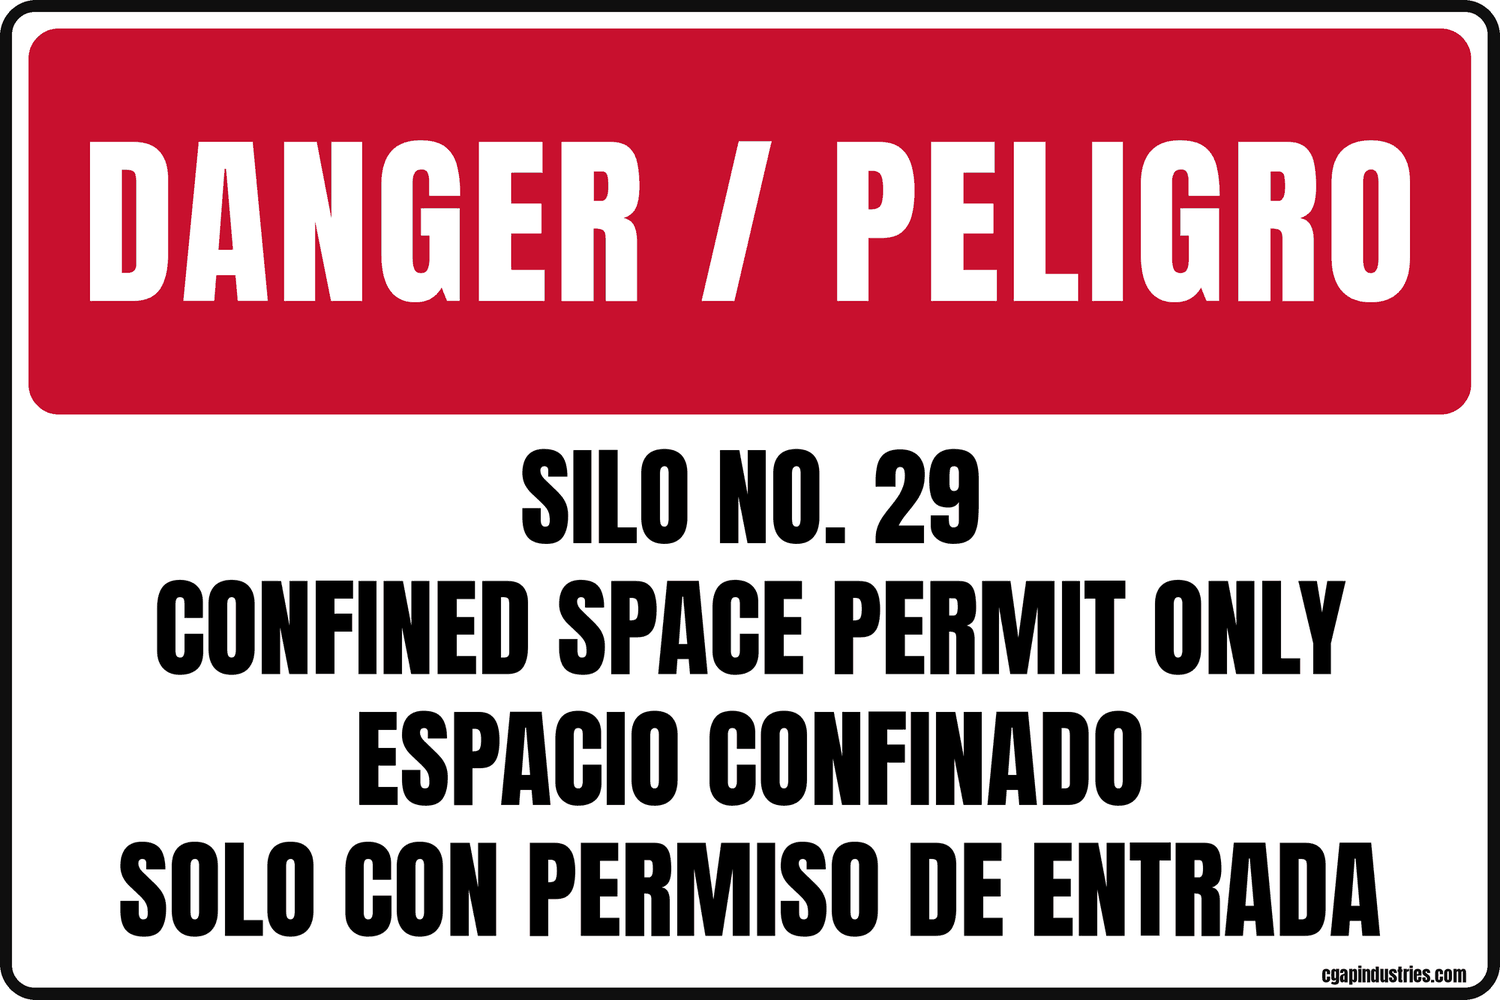 DANGER / PELIGRO
SILO NO. 29
CONFINED SPACE PERMIT ONLY
ESPACIO CONFINADO
SOLO CON PERMISO DE ENTRADA
cgapindustries.com